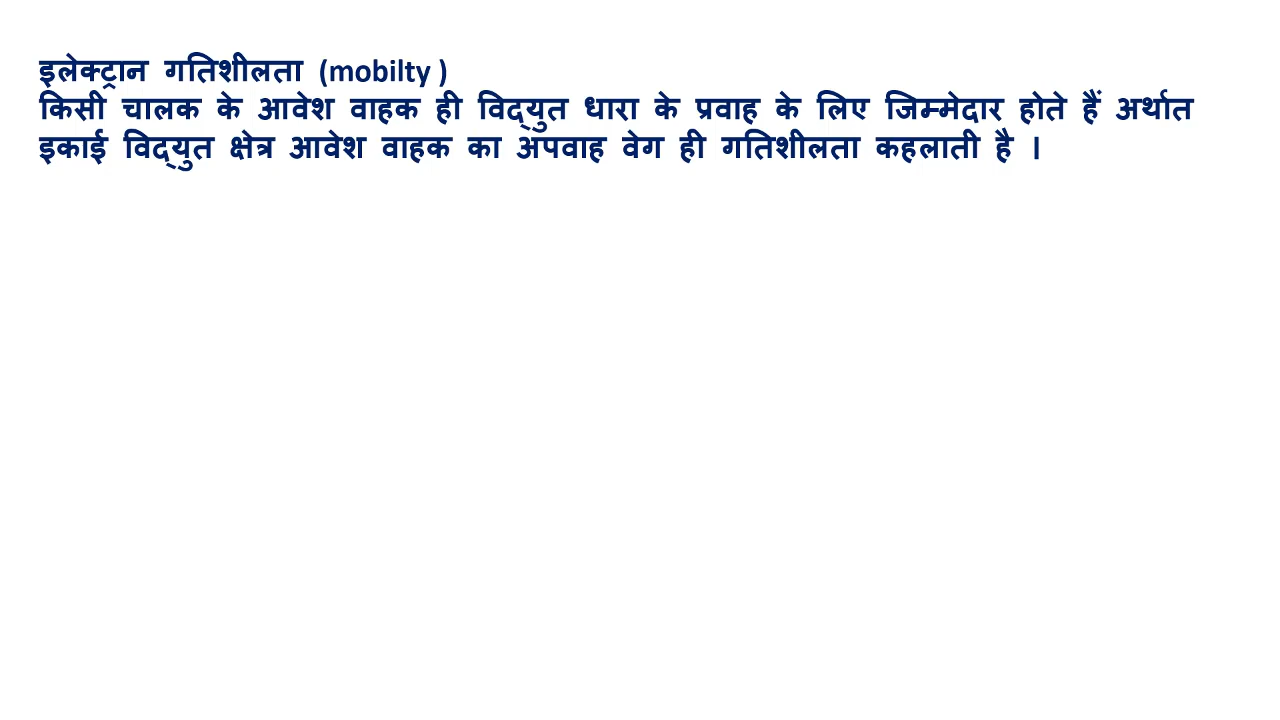 इलेक्ट्रान गतिशीलता (mobilty )
किसी चालक के आवेश वाहक ही विद्युत धारा के प्रवाह के लिए जिम्मेदार होते हैं अर्थात
इकाई विद्युत क्षेत्र आवेश वाहक का अपवाह वेग ही गतिशीलता कहलाती है ।